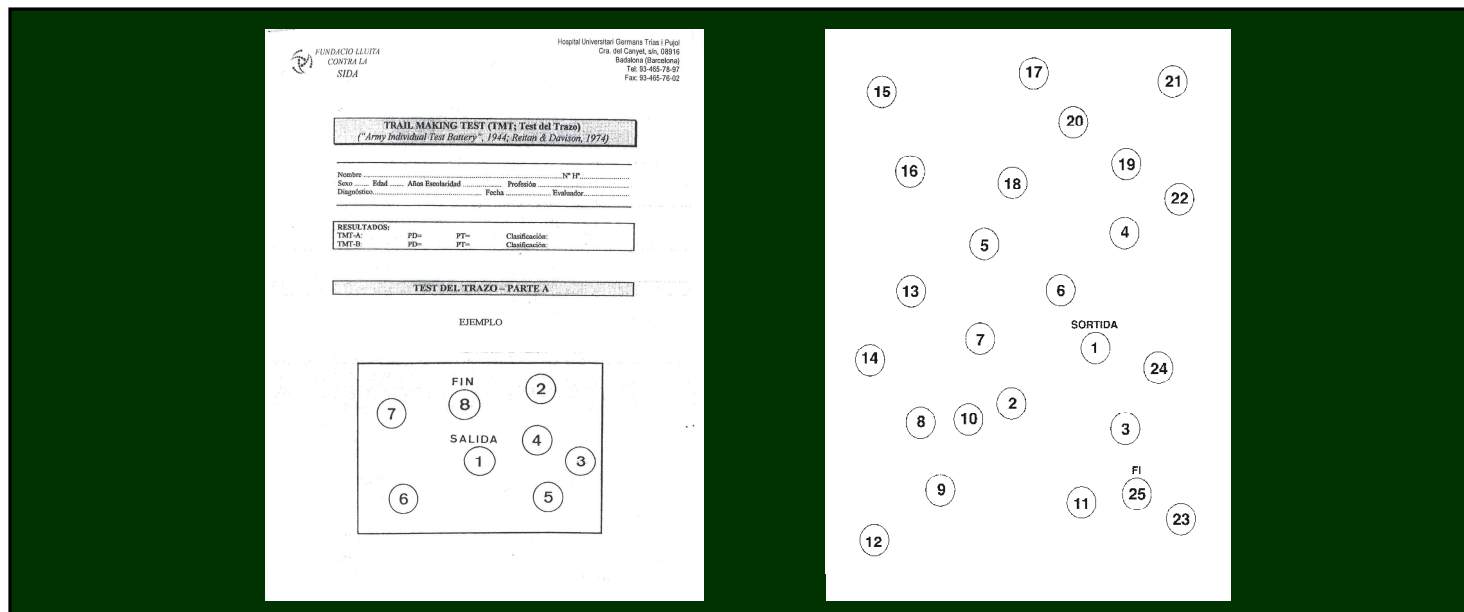 FUNDACIO LLUITA
CONTRA LA
SIDA
Hospital Universitari Germans Trias i Pujol
Cra. del Canyet, s/n, 08916
Badalona (Barcelona)
Tel: 93-465-78-97
Fax: 93-465-76-02
TRAIL MAKING TEST (TMT; Test del Trazo)
("Army Individual Test Battery", 1944; Reitan & Davison, 1974)
Nombre ................ Nª Hª................
Sexo ....... Edad ....... Años Escolaridad ................ Profesión ................
Diagnóstico................ Fecha ................ Evaluador................
RESULTADOS:
TMT-A: PD= PT= Clasificación:
TMT-B: PD= PT= Clasificación:
TEST DEL TRAZO – PARTE A
EJEMPLO
FIN
2
8
7
SALIDA
4
1
3
6
5
17
15
21
20
19
16
18
22
4
5
13
6
SORTIDA
7
1
14
24
2
8
10
3
FI
9
25
11
23
12